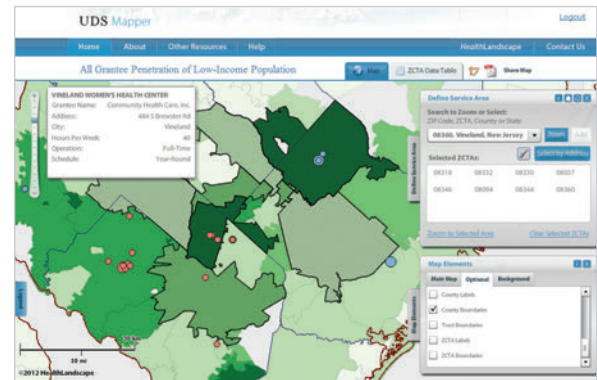 UDS Mapper
Logout
Home About Other Resources Help HealthLandscape Contact Us
All Grantee Penetration of Low-Income Population
Map ZCTA Data Table Share Map
VINELAND WOMEN'S HEALTH CENTER
Grantee Name: Community Health Care, Inc.
Address: 484 S Brewster Rd
City: Vineland
Hours Per Week: 40
Operation: Full-Time
Schedule: Year-Round
Define Service Area
Search to Zoom or Select:
ZIP Code, ZCTA, County or State
08360, Vineland, New Jersey Zoom Add
Selected ZCTAs: Select by Address
08318 08332 08330 08037
08346 08094 08344 08360
Zoom to Selected Area Clear Selected ZCTAs
Define Service Area
Map Elements
Main Map Optional Background
County Labels
County Boundaries
Tract Boundaries
ZCTA Labels
ZCTA Boundaries
Map Elements
Legend
30 km
30 mi
©2012 HealthLandscape